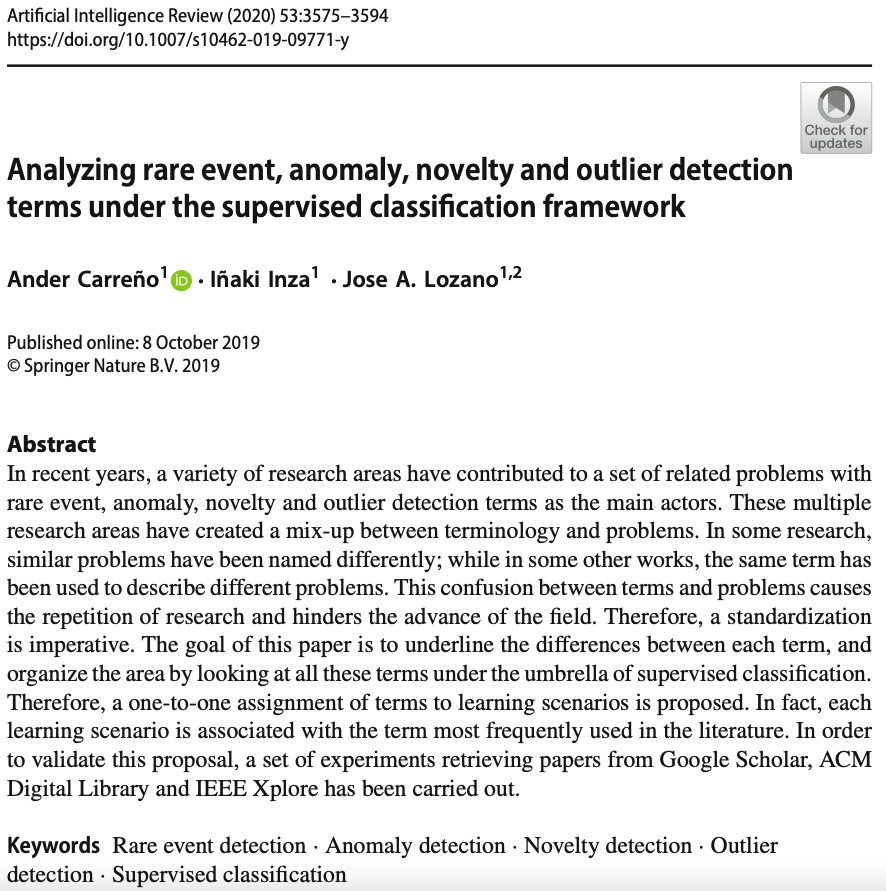 Artificial Intelligence Review (2020) 53:3575–3594
https://doi.org/10.1007/s10462-019-09771-y
Check for
updates
Analyzing rare event, anomaly, novelty and outlier detection
terms under the supervised classification framework
Ander Carreño1 iD · Iñaki Inza1 · Jose A. Lozano1,2
Published online: 8 October 2019
© Springer Nature B.V. 2019
Abstract
In recent years, a variety of research areas have contributed to a set of related problems with
rare event, anomaly, novelty and outlier detection terms as the main actors. These multiple
research areas have created a mix-up between terminology and problems. In some research,
similar problems have been named differently; while in some other works, the same term has
been used to describe different problems. This confusion between terms and problems causes
the repetition of research and hinders the advance of the field. Therefore, a standardization
is imperative. The goal of this paper is to underline the differences between each term, and
organize the area by looking at all these terms under the umbrella of supervised classification.
Therefore, a one-to-one assignment of terms to learning scenarios is proposed. In fact, each
learning scenario is associated with the term most frequently used in the literature. In order
to validate this proposal, a set of experiments retrieving papers from Google Scholar, ACM
Digital Library and IEEE Xplore has been carried out.
Keywords Rare event detection · Anomaly detection · Novelty detection · Outlier
detection · Supervised classification